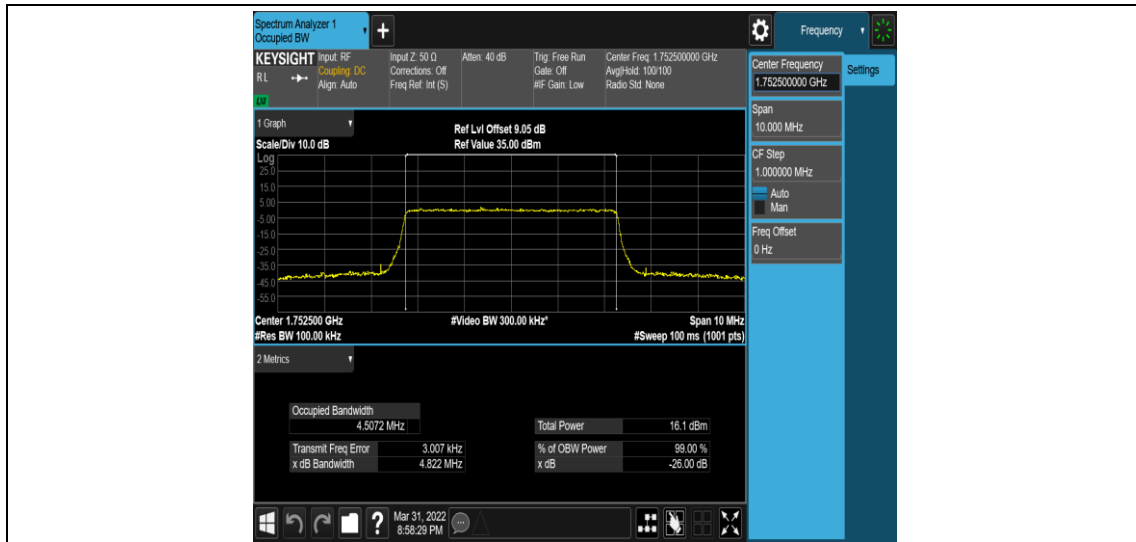 Spectrum Analyzer 1
Occupied BW
+
Frequency
KEYSIGHT
RL
LXI
Input: RF
Coupling: DC
Align: Auto
Input Z: 50 Ω
Corrections: Off
Freq Ref: Int (S)
Atten: 40 dB
Trig: Free Run
Gate: Off
#IF Gain: Low
Center Freq: 1.752500000 GHz
Avg|Hold: 100/100
Radio Std: None
Center Frequency
1.752500000 GHz
Settings
Span
10.000 MHz
CF Step
1.000000 MHz
Auto
Man
Freq Offset
0 Hz
1 Graph
Scale/Div 10.0 dB
Ref Lvl Offset 9.05 dB
Ref Value 35.00 dBm
Log
25.0
15.0
5.00
-5.00
-15.0
-25.0
-35.0
-45.0
-55.0
Center 1.752500 GHz
#Video BW 300.00 kHz*
Span 10 MHz
#Res BW 100.00 kHz
#Sweep 100 ms (1001 pts)
2 Metrics
Occupied Bandwidth
4.5072 MHz
Total Power 16.1 dBm
Transmit Freq Error 3.007 kHz
% of OBW Power 99.00 %
x dB Bandwidth 4.822 MHz
x dB -26.00 dB
?
Mar 31, 2022
8:58:29 PM